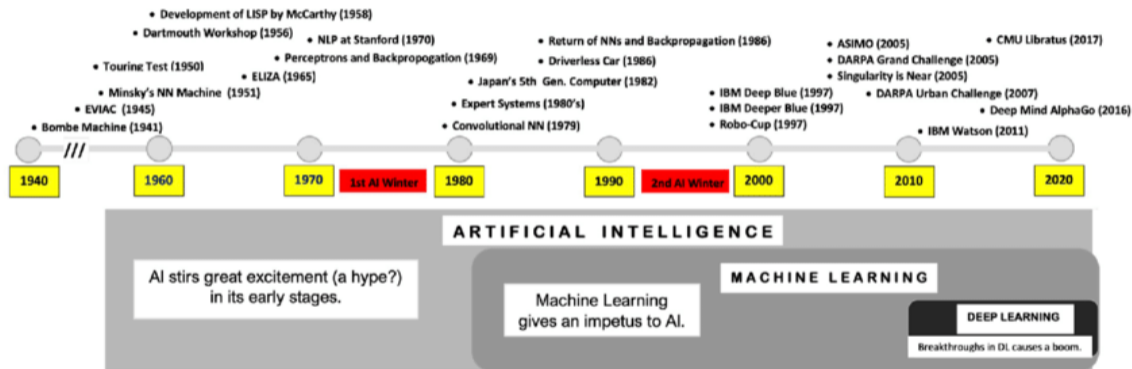 • Development of LISP by McCarthy (1958)
• Dartmouth Workshop (1956)
• NLP at Stanford (1970)
• Return of NNs and Backpropagation (1986)
• ASIMO (2005)
• CMU Libratus (2017)
• Perceptrons and Backpropogation (1969)
• Driverless Car (1986)
• DARPA Grand Challenge (2005)
• Touring Test (1950)
• ELIZA (1965)
• Japan's 5th Gen. Computer (1982)
• Singularity is Near (2005)
• Minsky's NN Machine (1951)
• Expert Systems (1980's)
• IBM Deep Blue (1997)
• DARPA Urban Challenge (2007)
• EVIAC (1945)
• IBM Deeper Blue (1997)
• Deep Mind AlphaGo (2016)
• Bombe Machine (1941)
• Convolutional NN (1979)
• Robo-Cup (1997)
• IBM Watson (2011)
1940 1960 1970 1st AI Winter 1980 1990 2nd AI Winter 2000 2010 2020
ARTIFICIAL INTELLIGENCE
AI stirs great excitement (a hype?)
in its early stages.
MACHINE LEARNING
Machine Learning
gives an impetus to AI.
DEEP LEARNING
Breakthroughs in DL causes a boom.